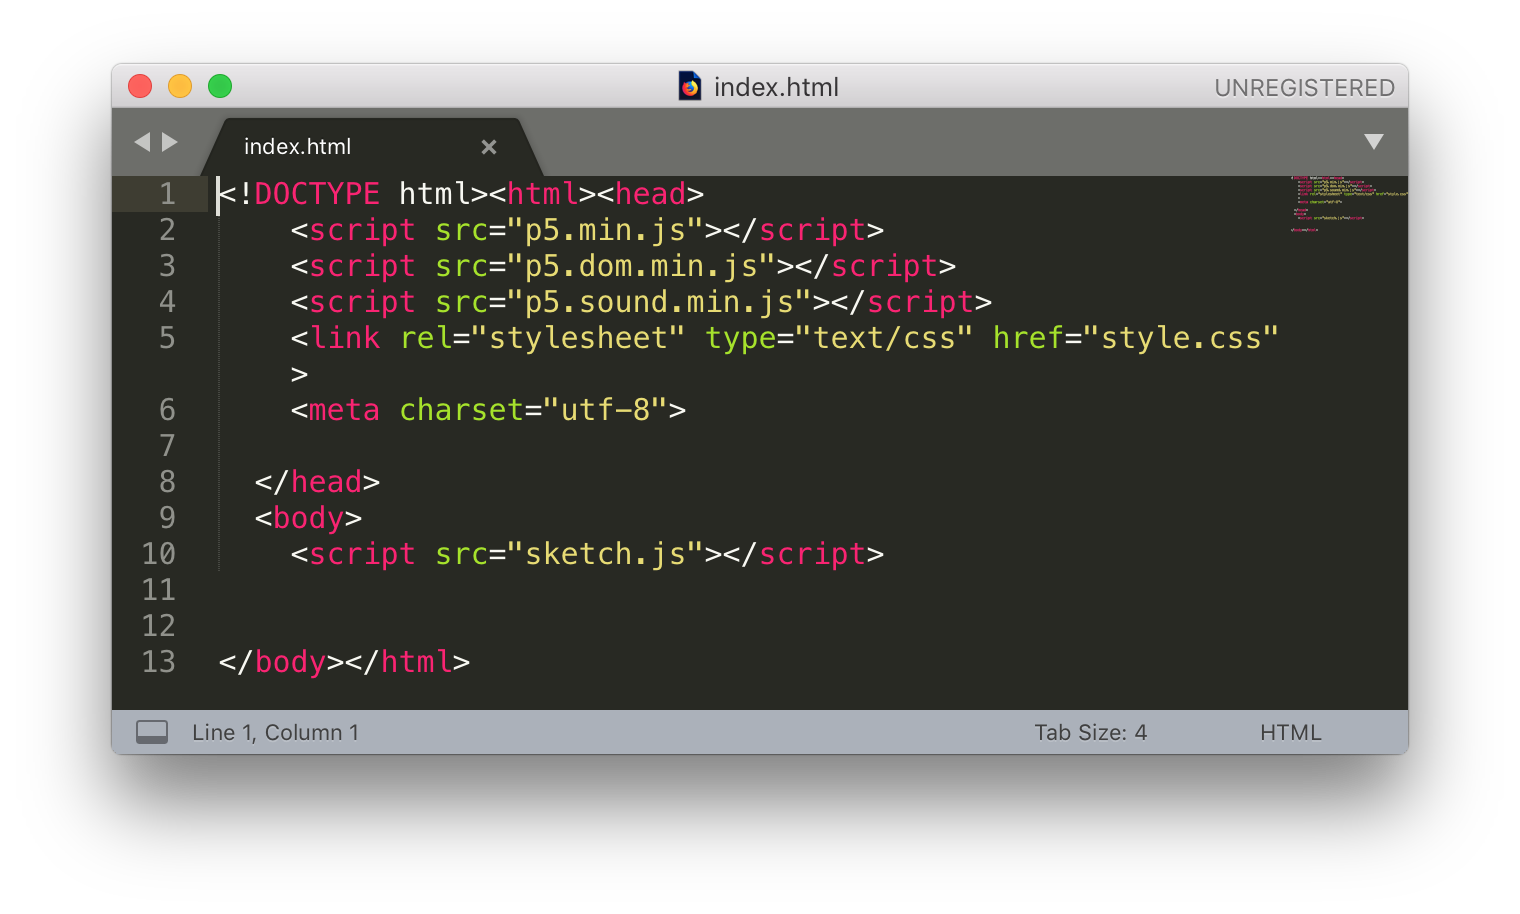 index.html
UNREGISTERED
index.html ×
1 <!DOCTYPE html><html><head>
2     <script src="p5.min.js"></script>
3     <script src="p5.dom.min.js"></script>
4     <script src="p5.sound.min.js"></script>
5     <link rel="stylesheet" type="text/css" href="style.css"
    >
6     <meta charset="utf-8">
7
8   </head>
9   <body>
10     <script src="sketch.js"></script>
11
12
13 </body></html>
Line 1, Column 1
Tab Size: 4
HTML